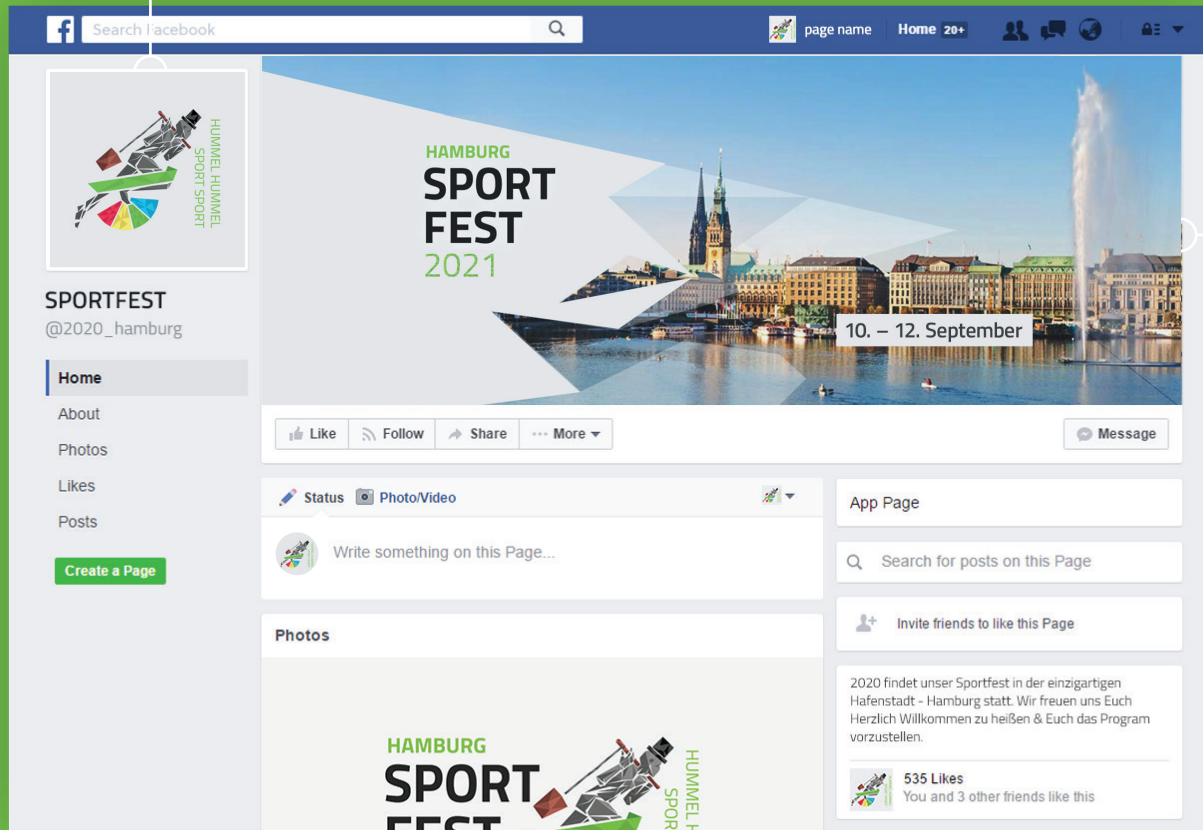 Search Facebook
page name
Home 20+
HUMMEL HUMMEL
SPORT SPORT
HAMBURG
SPORT
FEST
2021
10. – 12. September
SPORTFEST
@2020_hamburg
Home
About
Photos
Likes
Posts
Create a Page
Like
Follow
Share
More
Message
Status
Photo/Video
Write something on this Page...
Photos
HAMBURG
SPORT
FEST
HUMMEL
SPOR
App Page
Search for posts on this Page
Invite friends to like this Page
2020 findet unser Sportfest in der einzigartigen
Hafenstadt - Hamburg statt. Wir freuen uns Euch
Herzlich Willkommen zu heißen & Euch das Program
vorzustellen.
535 Likes
You and 3 other friends like this